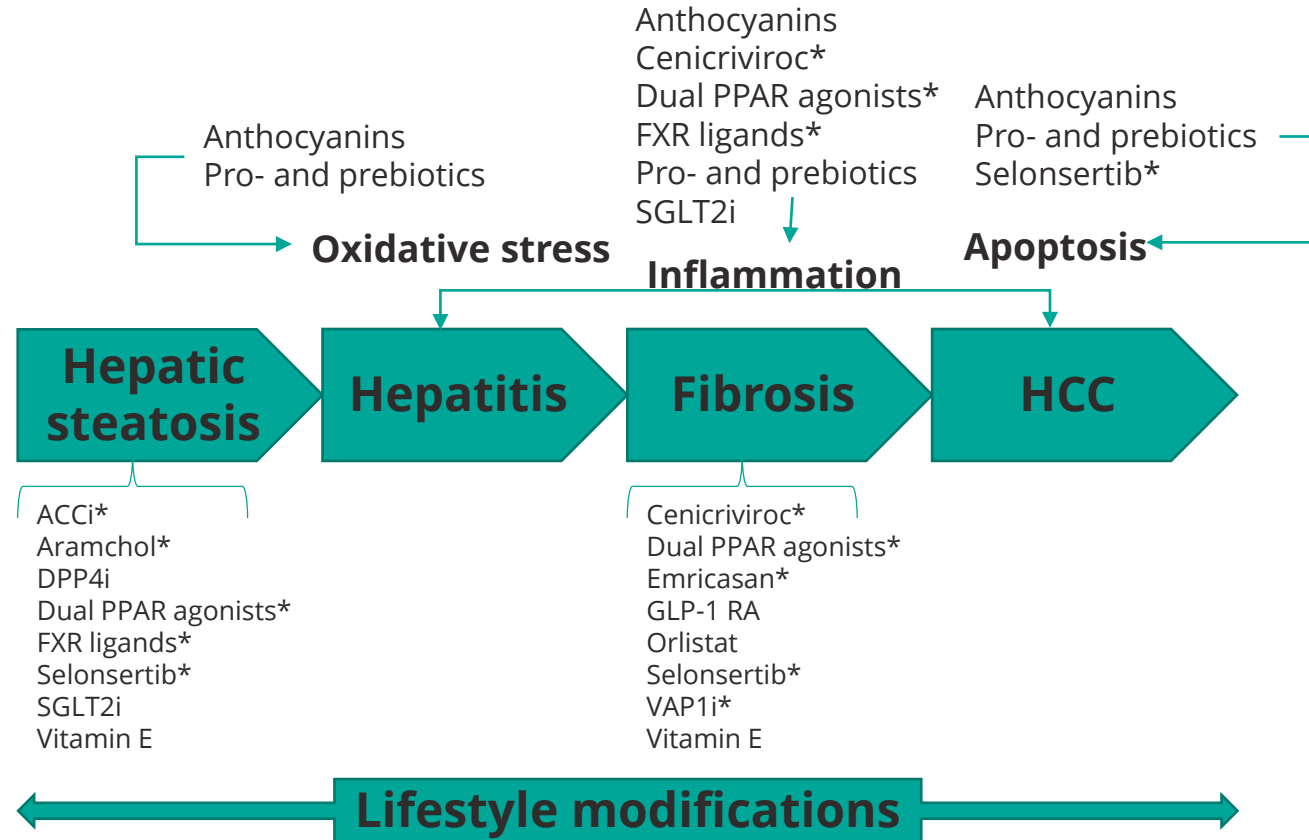 Anthocyanins
Pro- and prebiotics
Oxidative stress
Anthocyanins
Cenicriviroc*
Dual PPAR agonists*
FXR ligands*
Pro- and prebiotics
SGLT2i
Inflammation
Anthocyanins
Pro- and prebiotics
Selonsertib*
Apoptosis
Hepatic
steatosis
Hepatitis
Fibrosis
HCC
ACCi*
Aramchol*
DPP4i
Dual PPAR agonists*
FXR ligands*
Selonsertib*
SGLT2i
Vitamin E
Cenicriviroc*
Dual PPAR agonists*
Emricasan*
GLP-1 RA
Orlistat
Selonsertib*
VAP1i*
Vitamin E
Lifestyle modifications